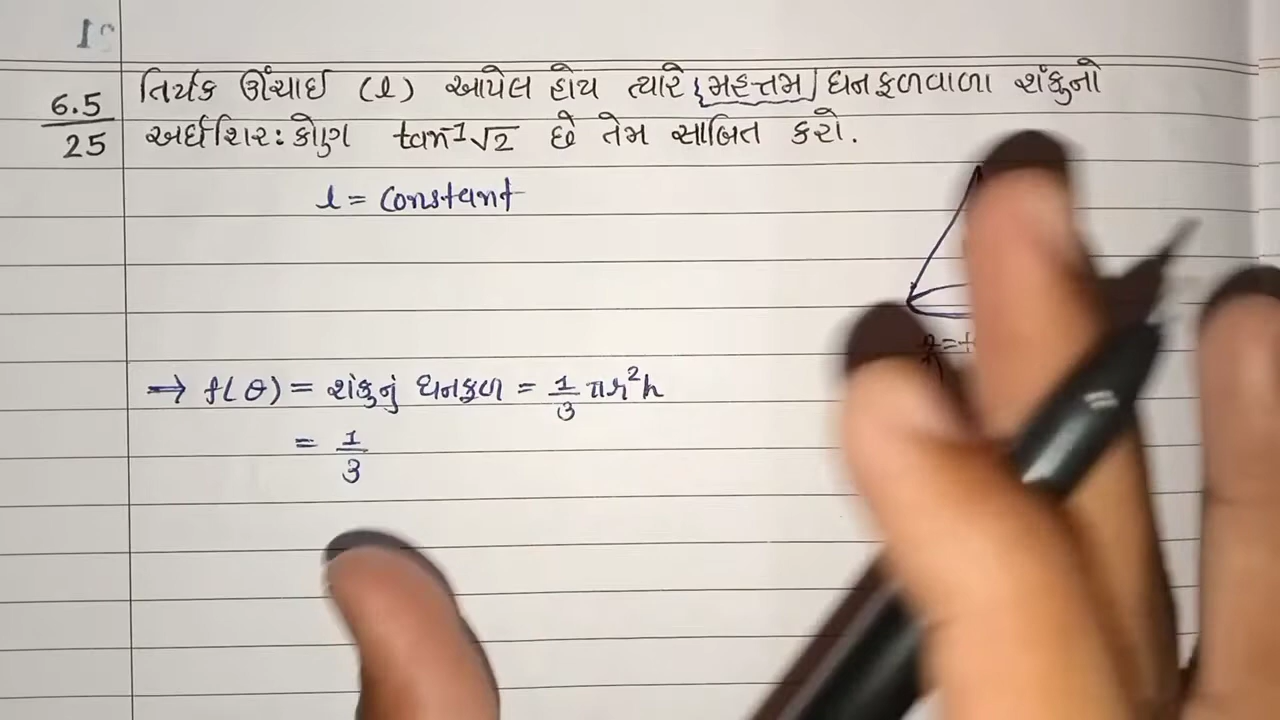 6.5
25
તિર્યક ઊંચાઇ (l) આપેલ હોય ત્યારે {મહત્તમ} ઘનફળવાળા શંકુનો
અર્ધશિરઃકોણ tan⁻¹√2 છે તેમ સાબિત કરો.
l = constant
⇒ f(θ) = શંકુનું ઘનફળ = 1/3 πr²h
= 1/3